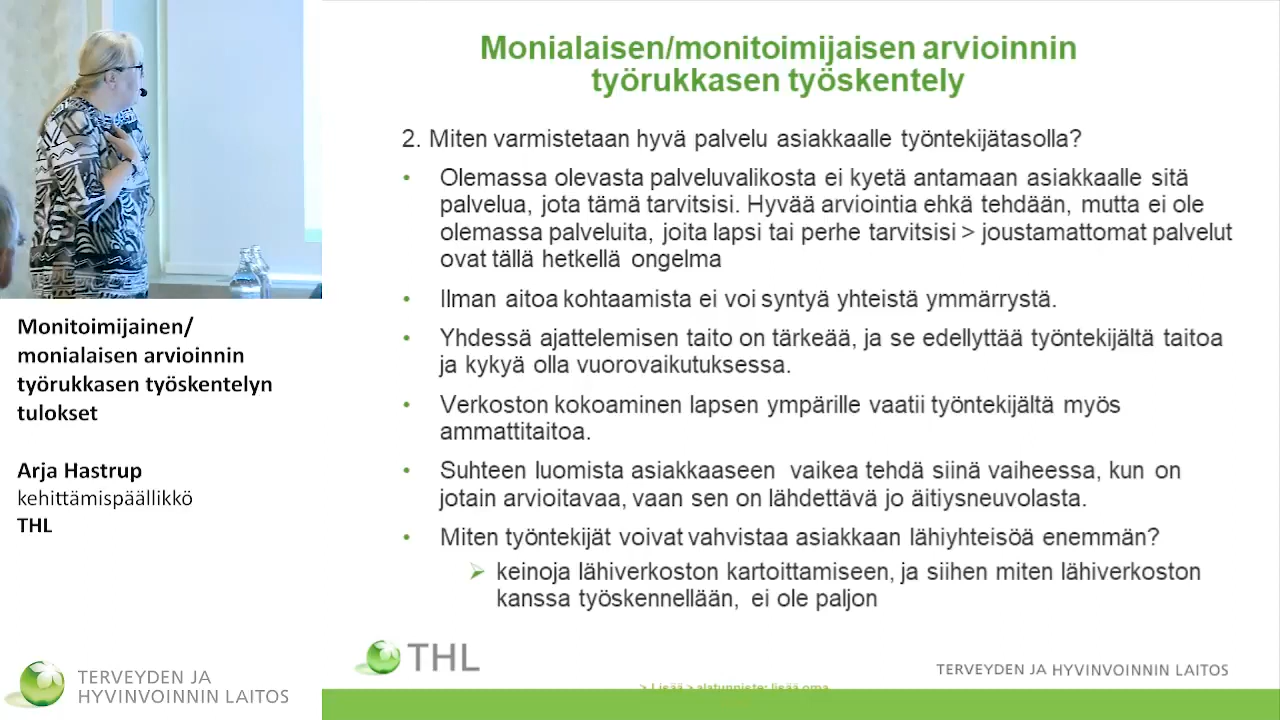 Monialaisen/monitoimijaisen arvioinnin
työrukkasen työskentely
2. Miten varmistetaan hyvä palvelu asiakkaalle työntekijätasolla?
• Olemassa olevasta palveluvalikosta ei kyetä antamaan asiakkaalle sitä
palvelua, jota tämä tarvitsisi. Hyvää arviointia ehkä tehdään, mutta ei ole
olemassa palveluita, joita lapsi tai perhe tarvitsisi > joustamattomat palvelut
ovat tällä hetkellä ongelma
• Ilman aitoa kohtaamista ei voi syntyä yhteistä ymmärrystä.
• Yhdessä ajattelemisen taito on tärkeää, ja se edellyttää työntekijältä taitoa
ja kykyä olla vuorovaikutuksessa.
• Verkoston kokoaminen lapsen ympärille vaatii työntekijältä myös
ammattitaitoa.
• Suhteen luomista asiakkaaseen vaikea tehdä siinä vaiheessa, kun on
jotain arvioitavaa, vaan sen on lähdettävä jo äitiysneuvolasta.
• Miten työntekijät voivat vahvistaa asiakkaan lähiyhteisöä enemmän?
➢ keinoja lähiverkoston kartoittamiseen, ja siihen miten lähiverkoston
kanssa työskennellään, ei ole paljon
THL
TERVEYDEN JA HYVINVOINNIN LAITOS
> Lisää > alatunniste: lisää oma
Monitoimijainen/
monialaisen arvioinnin
työrukkasen työskentelyn
tulokset
Arja Hastrup
kehittämispäällikkö
THL
TERVEYDEN JA
HYVINVOINNIN LAITOS